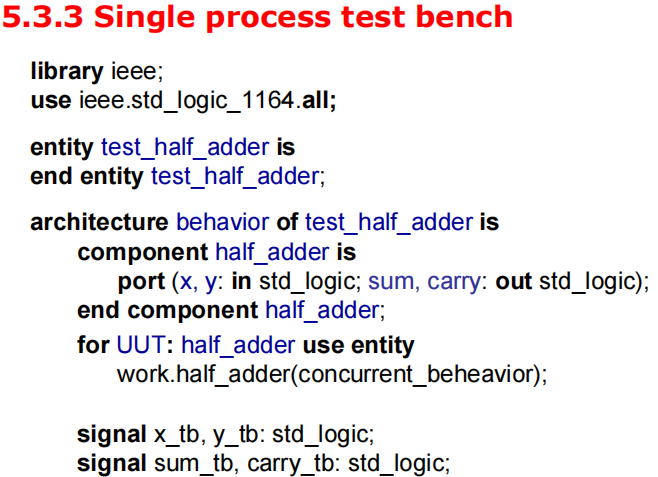 5.3.3 Single process test bench
library ieee;
use ieee.std_logic_1164.all;
entity test_half_adder is
end entity test_half_adder;
architecture behavior of test_half_adder is
component half_adder is
port (x, y: in std_logic; sum, carry: out std_logic);
end component half_adder;
for UUT: half_adder use entity
work.half_adder(concurrent_beheavior);
signal x_tb, y_tb: std_logic;
signal sum_tb, carry_tb: std_logic;